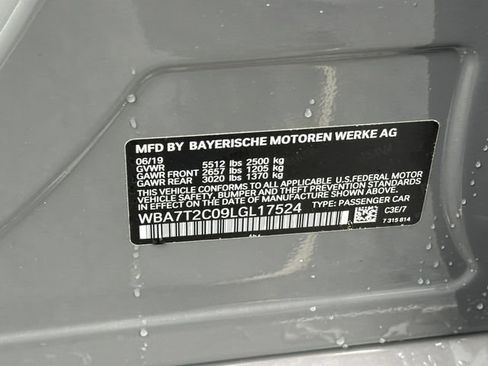 MFD BY BAYERISCHE MOTOREN WERKE AG
06/19
GVWR 5512 lbs 2500 kg
GAWR FRONT 2657 lbs 1205 kg
GAWR REAR 3020 lbs 1370 kg
THIS VEHICLE CONFORMS TO ALL APPLICABLE U.S.FEDERAL MOTOR
VEHICLE SAFETY, BUMPER, AND THEFT PREVENTION STANDARDS IN
EFFECT ON THE DATE OF MANUFACTURE SHOWN ABOVE.
WBA7T2C09LGL17524 TYPE: PASSENGER CAR
C3E/7
7 315 814